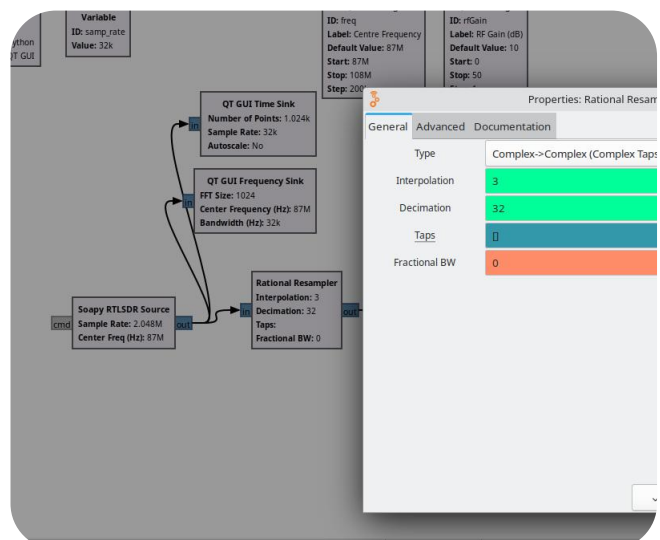 ython
QT GUI
Variable
ID: samp_rate
Value: 32k
ID: freq
Label: Centre Frequency
Default Value: 87M
Start: 87M
Stop: 108M
Step: 200
ID: rfGain
Label: RF Gain (dB)
Default Value: 10
Start: 0
Stop: 50
QT GUI Time Sink
Number of Points: 1.024k
Sample Rate: 32k
Autoscale: No
in
QT GUI Frequency Sink
FFT Size: 1024
Center Frequency (Hz): 87M
Bandwidth (Hz): 32k
in
Soapy RTLSDR Source
Sample Rate: 2.048M
Center Freq (Hz): 87M
cmd
out
Rational Resampler
Interpolation: 3
Decimation: 32
Taps:
Fractional BW: 0
in
out
Properties: Rational Resam
General Advanced Documentation
Type Complex->Complex (Complex Taps
Interpolation 3
Decimation 32
Taps []
Fractional BW 0